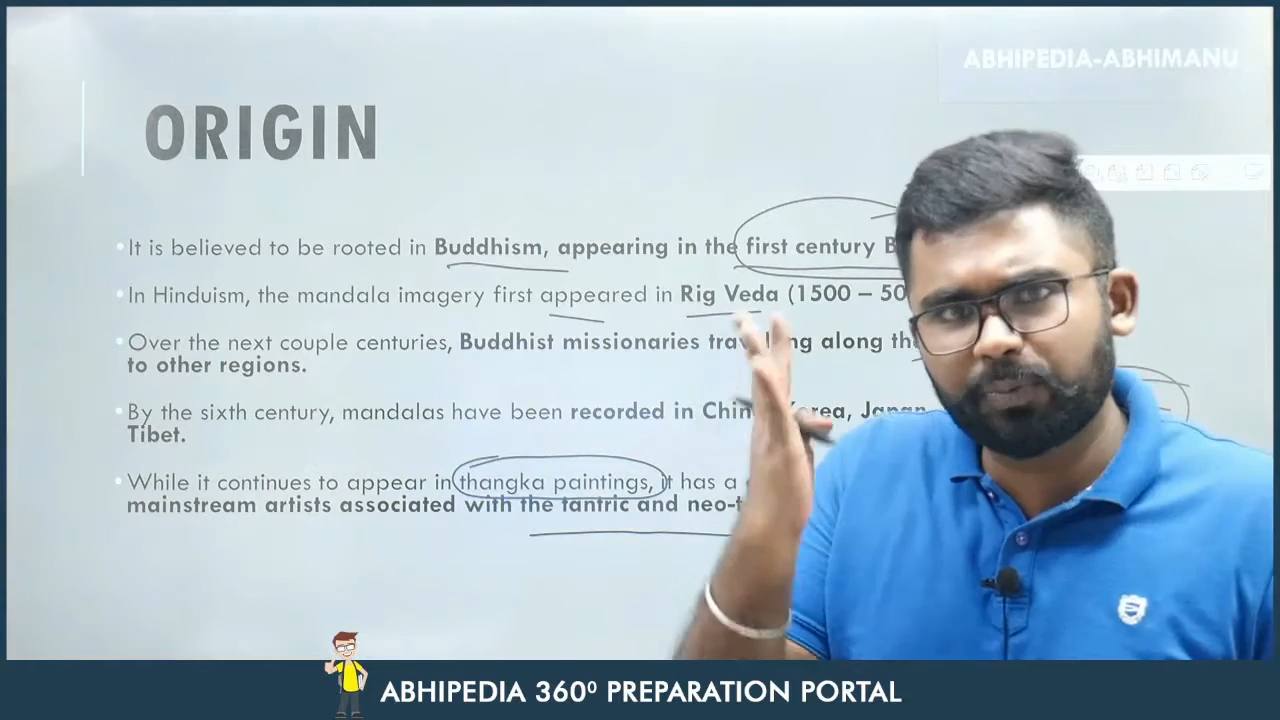 ABHIPEDIA-ABHIMANU
ORIGIN
•It is believed to be rooted in Buddhism, appearing in the first century B
•In Hinduism, the mandala imagery first appeared in Rig Veda (1500 – 50
•Over the next couple centuries, Buddhist missionaries along
to other regions.
•By the sixth century, mandalas have been recorded in Korea, Japan
Tibet.
•While it continues to appear in thangka paintings, it has a
mainstream artists associated with the tantric and
ABHIPEDIA 360⁰ PREPARATION PORTAL